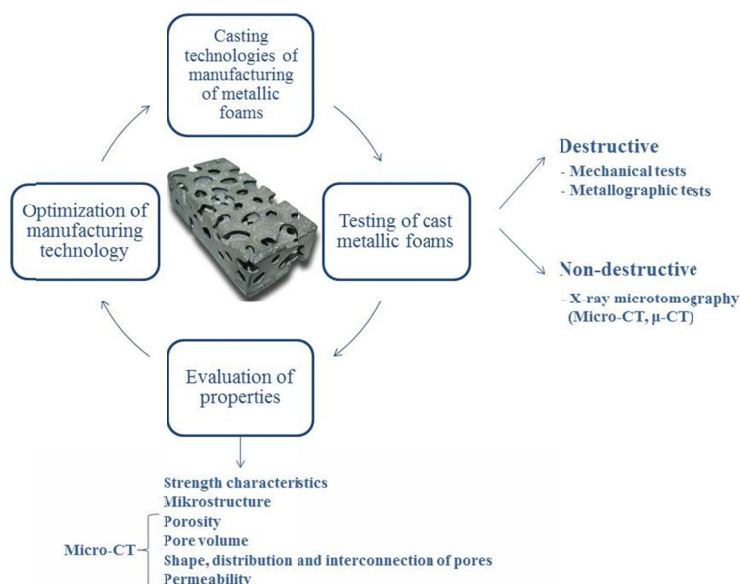 Casting
technologies of
manufacturing
of metallic
foams
Optimization of
manufacturing
technology
Testing of cast
metallic foams
Destructive
- Mechanical tests
- Metallographic tests
Non-destructive
- X-ray microtomography
(Micro-CT, μ-CT)
Evaluation of
properties
Strength characteristics
Mikrostructure
Micro-CT
Porosity
Pore volume
Shape, distribution and interconnection of pores
Permeability